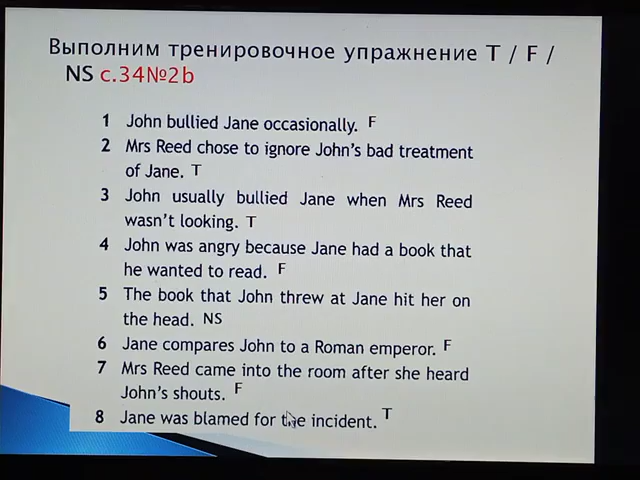 Выполним тренировочное упражнение T / F /
NS с.34№2b
1 John bullied Jane occasionally. F
2 Mrs Reed chose to ignore John's bad treatment
of Jane. T
3 John usually bullied Jane when Mrs Reed
wasn't looking. T
4 John was angry because Jane had a book that
he wanted to read. F
5 The book that John threw at Jane hit her on
the head. NS
6 Jane compares John to a Roman emperor. F
7 Mrs Reed came into the room after she heard
John's shouts. F
8 Jane was blamed for the incident. T